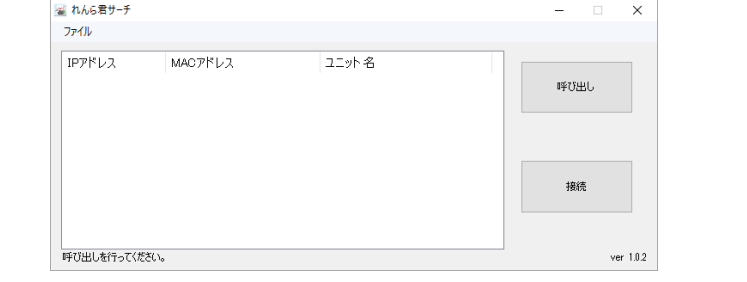 れんら君サーチ
ファイル
IPアドレス MACアドレス ユニット名
呼び出し
接続
呼び出しを行ってください。 ver 1.0.2